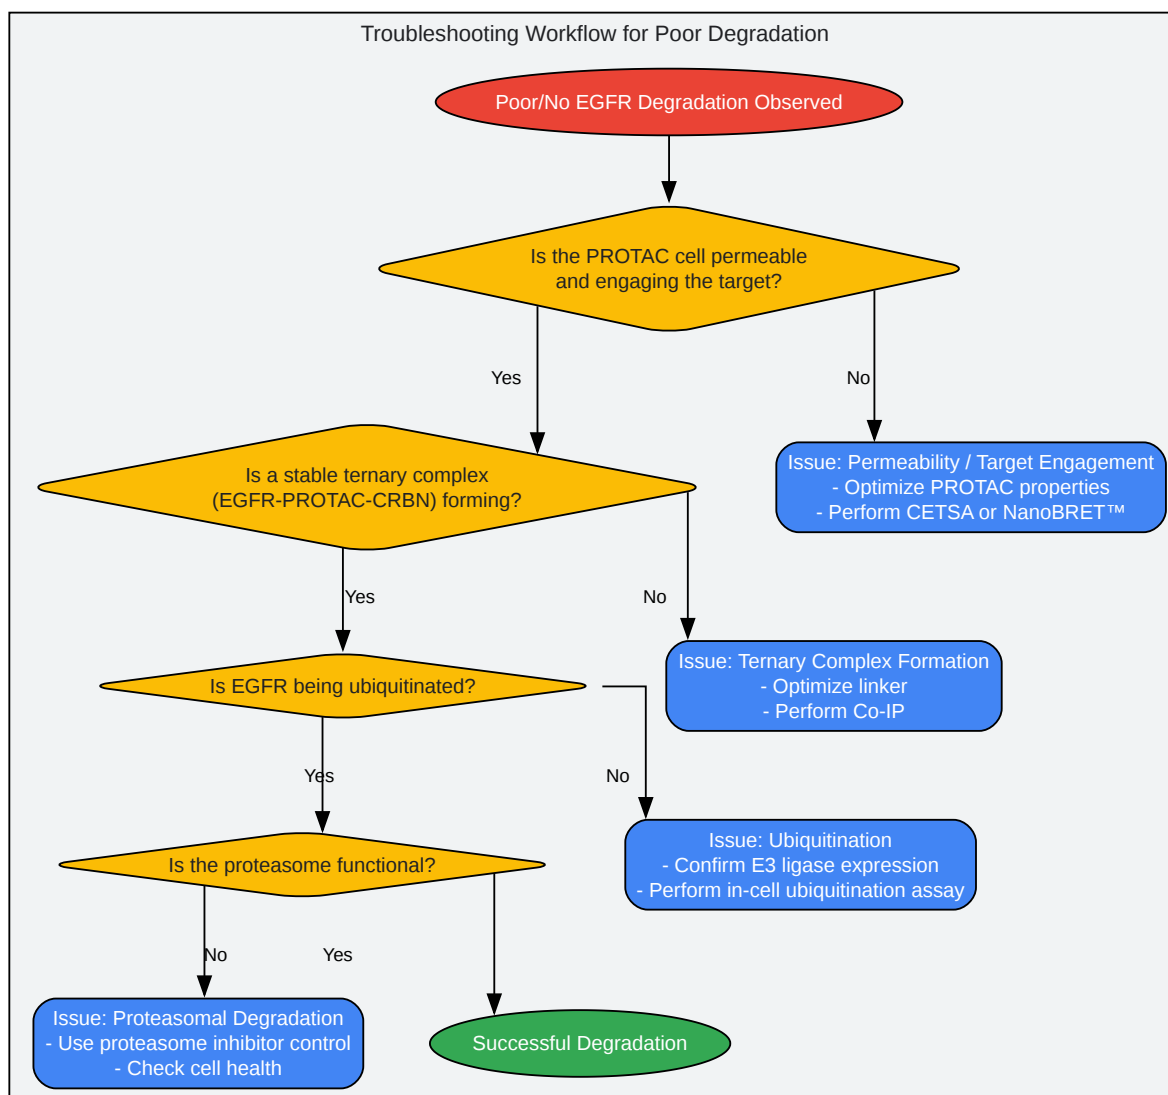 Troubleshooting Workflow for Poor Degradation
Poor/No EGFR Degradation Observed
Is the PROTAC cell permeable
and engaging the target?
Yes
No
Issue: Permeability / Target Engagement
- Optimize PROTAC properties
- Perform CETSA or NanoBRET™
Is a stable ternary complex
(EGFR-PROTAC-CRBN) forming?
Yes
No
Issue: Ternary Complex Formation
- Optimize linker
- Perform Co-IP
Is EGFR being ubiquitinated?
Yes
No
Issue: Ubiquitination
- Confirm E3 ligase expression
- Perform in-cell ubiquitination assay
Is the proteasome functional?
No
Yes
Issue: Proteasomal Degradation
- Use proteasome inhibitor control
- Check cell health
Successful Degradation